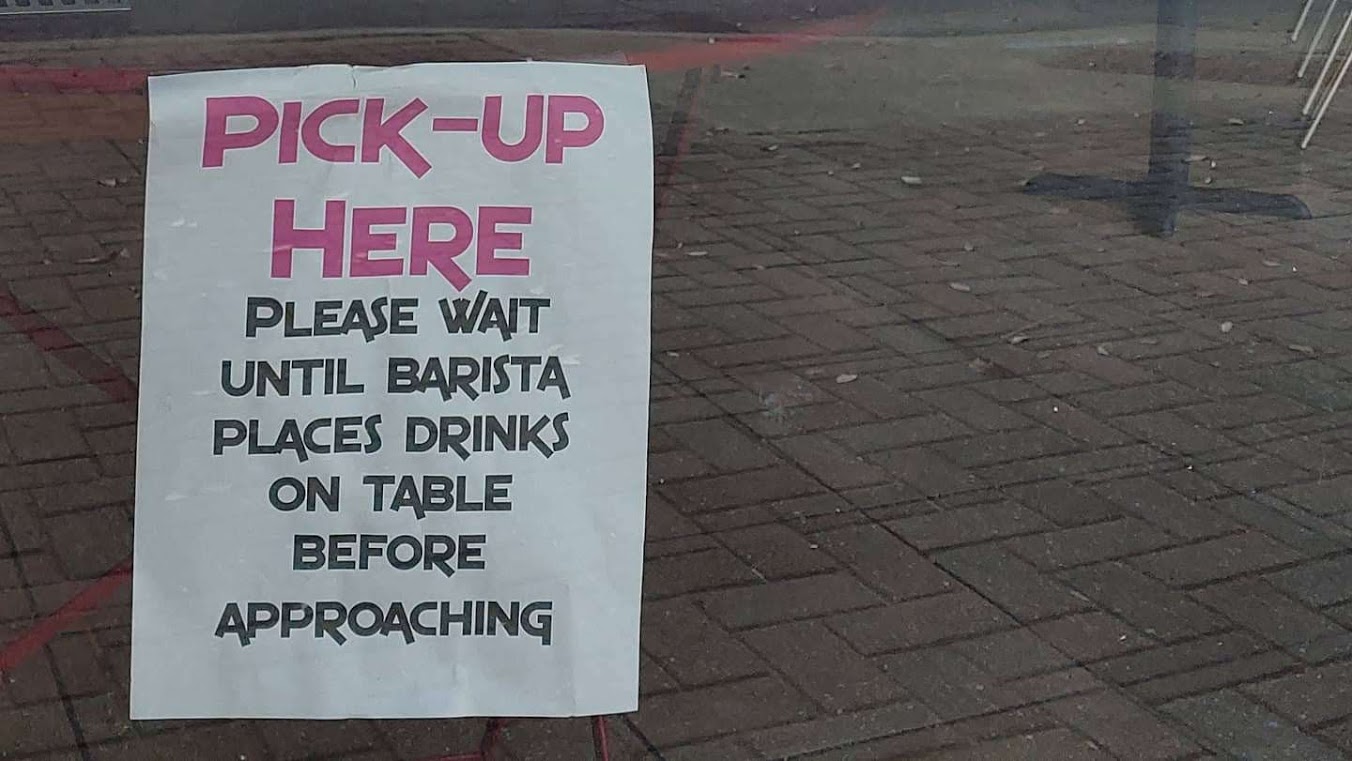 PICK-UP
HERE
PLEASE WAIT
UNTIL BARISTA
PLACES DRINKS
ON TABLE
BEFORE
APPROACHING